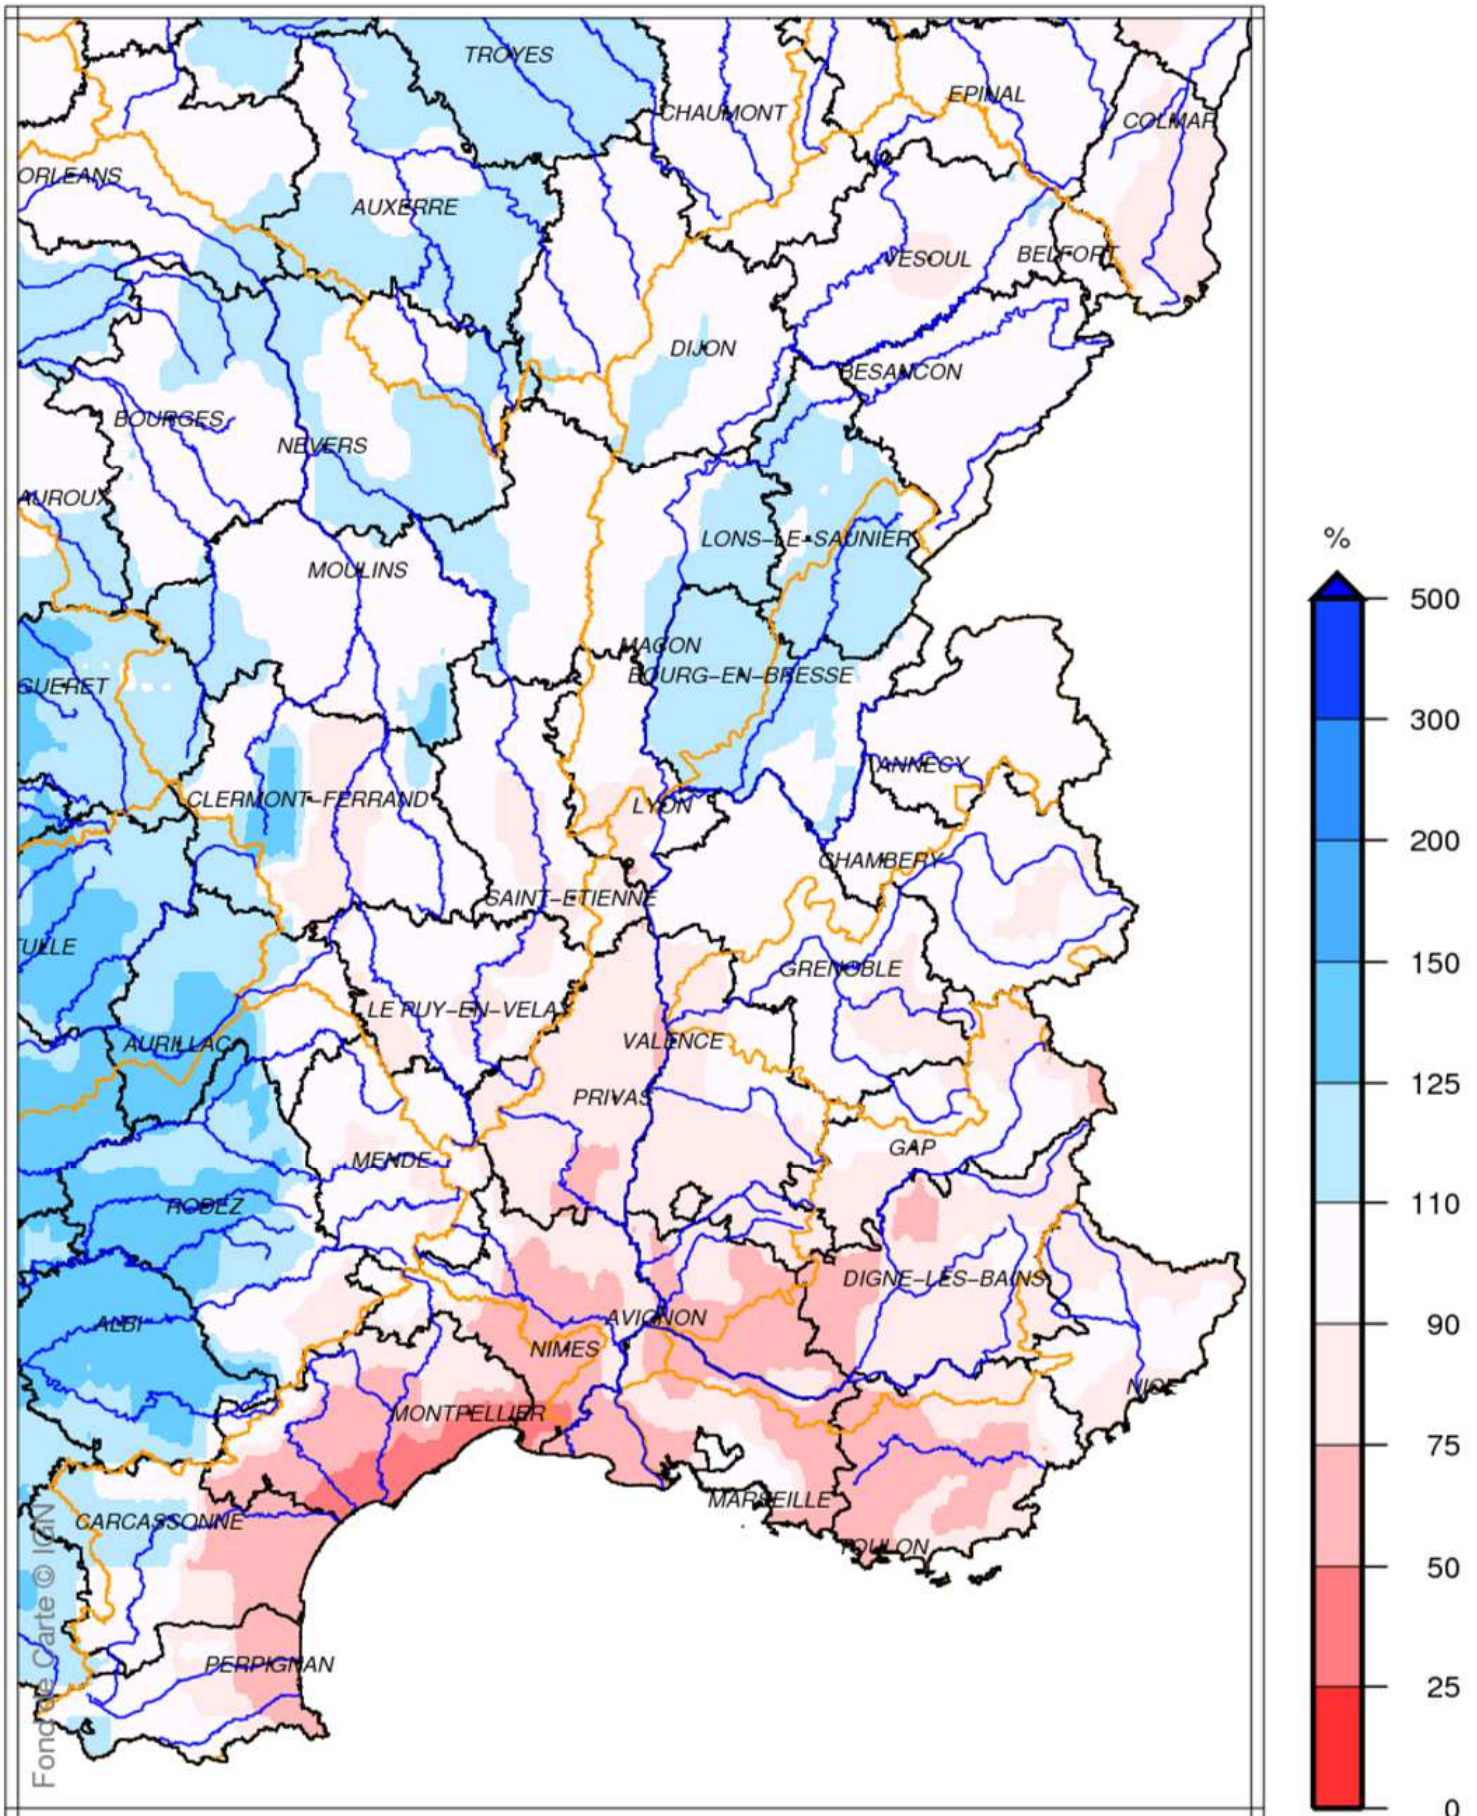 TROYES
CHAUMONT
EPINAL
COLMAR
ORLEANS
AUXERRE
VESOUL
BELFORT
DIJON
BESANCON
BOURGES
NEVERS
AUROUX
%
LONS-LE-SAUNIER
MOULINS
500
MACON
BOURG-EN-BRESSE
GUERET
300
ANNECY
CLERMONT-FERRAND
LYON
200
CHAMBERY
SAINT-ETIENNE
TULLE
150
GRENOBLE
LE PUY-EN-VELAY
AURILLAC
VALENCE
125
PRIVAS
GAP
MENDE
110
RODEZ
DIGNE-LES-BAINS
AVIGNON
ALBI
90
NIMES
NICE
MONTPELLIER
75
MARSEILLE
CARCASSONNE
TOULON
50
PERPIGNAN
25
Fond de Carte © IGN
0